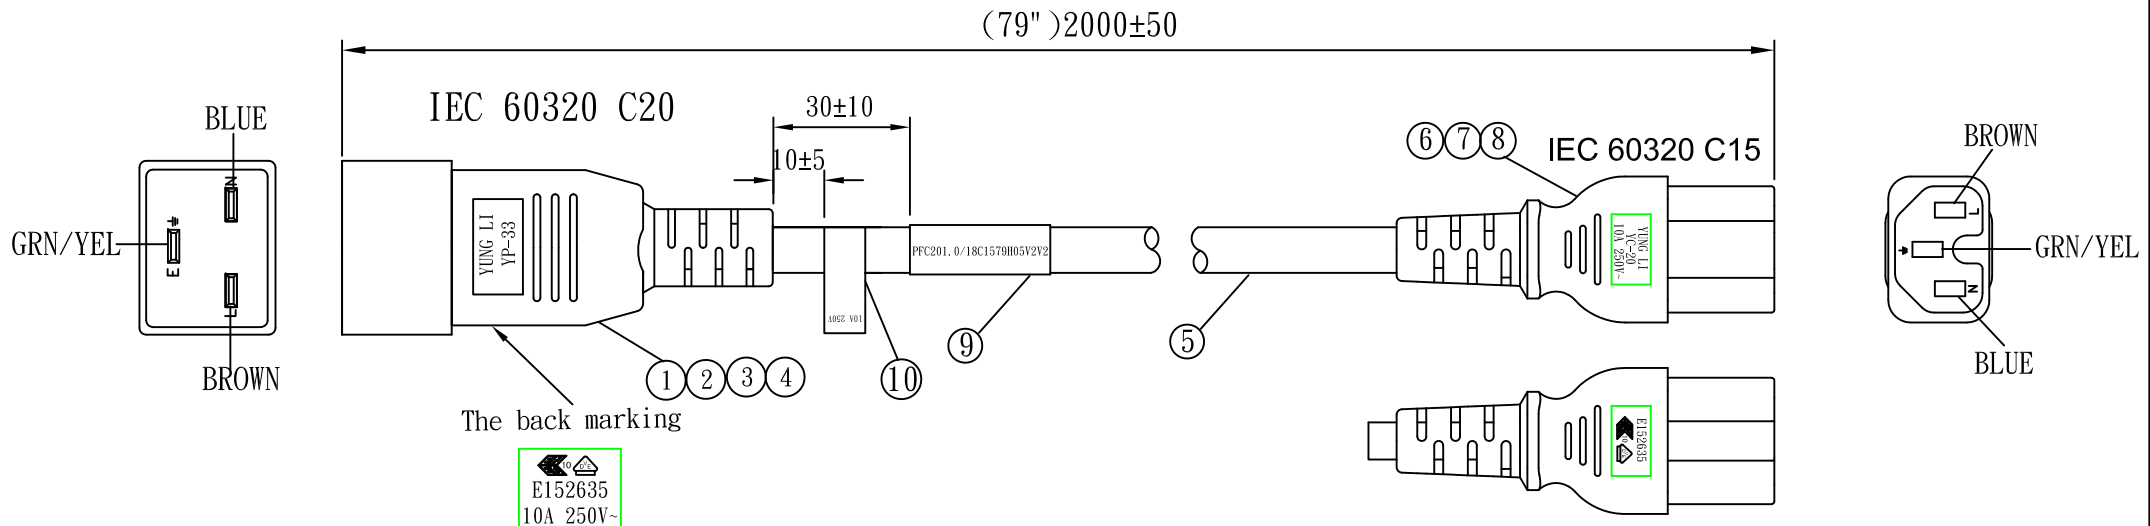 (79")2000±50
IEC 60320 C20
30±10
10±5
6 7 8
IEC 60320 C15
BLUE
BROWN
N
E
L
GRN/YEL
BROWN
YUNG LI
YP-33
PFC201.0/18C1579H05V2V2
10A 250V
YUNG LI
YC-20
10A 250V~
L
N
GRN/YEL
BLUE
1 2 3 4
10
9
5
The back marking
10
E152635
10A 250V~
E152635
10